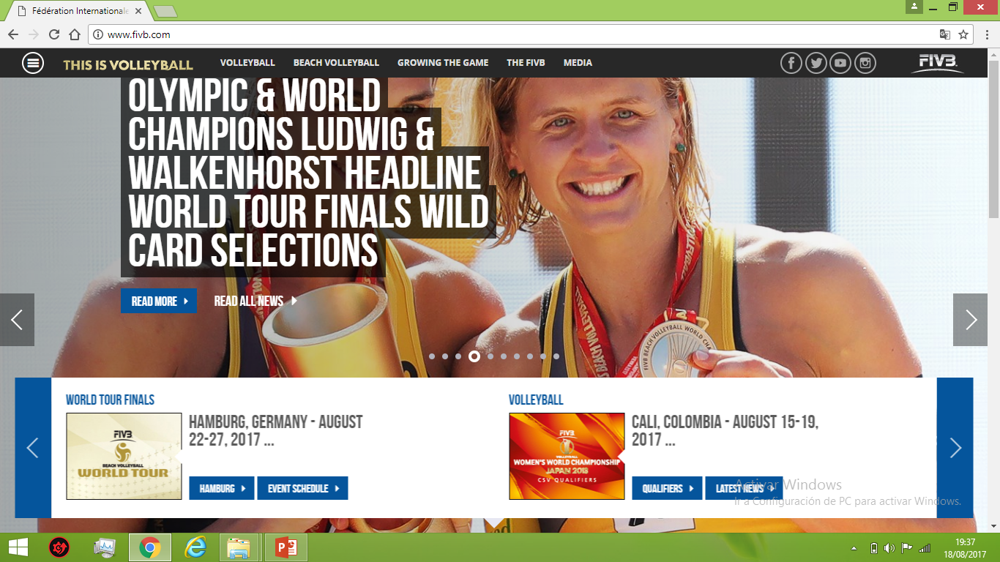 Fédération Internationale
www.fivb.com
THIS IS VOLLEYBALL
VOLLEYBALL
BEACH VOLLEYBALL
GROWING THE GAME
THE FIVB
MEDIA
FIVB
OLYMPIC & WORLD
CHAMPIONS LUDWIG &
WALKENHORST HEADLINE
WORLD TOUR FINALS WILD
CARD SELECTIONS
READ MORE
READ ALL NEWS
FIVB BEACH VOLLEYBALL WORLD
WORLD TOUR FINALS
FIVB
BEACH VOLLEYBALL
WORLD TOUR
HAMBURG, GERMANY - AUGUST
22-27, 2017 ...
HAMBURG
EVENT SCHEDULE
VOLLEYBALL
FIVB
VOLLEYBALL
WOMEN'S WORLD CHAMPIONSHIP
JAPAN 2018
CSV QUALIFIERS
CALI, COLOMBIA - AUGUST 15-19,
2017 ...
QUALIFIERS
LATEST NEWS
Activar Windows
Ir a Configuración de PC para activar Windows.
19:37
18/08/2017